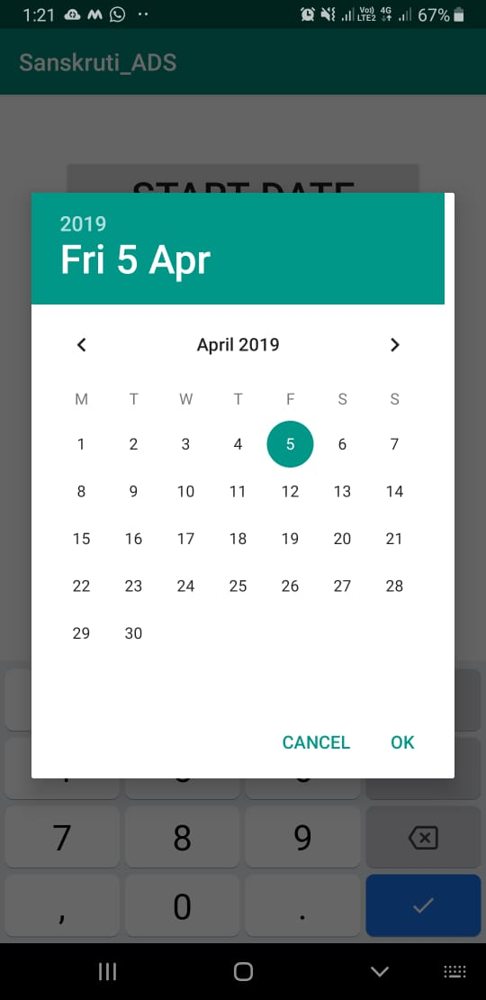 1:21 Vo)) LTE2 4G 67%
Sanskruti_ADS
START DATE
2019
Fri 5 Apr
April 2019
M T W T F S S
1 2 3 4 5 6 7
8 9 10 11 12 13 14
15 16 17 18 19 20 21
22 23 24 25 26 27 28
29 30
CANCEL OK
7 8 9
, 0 .